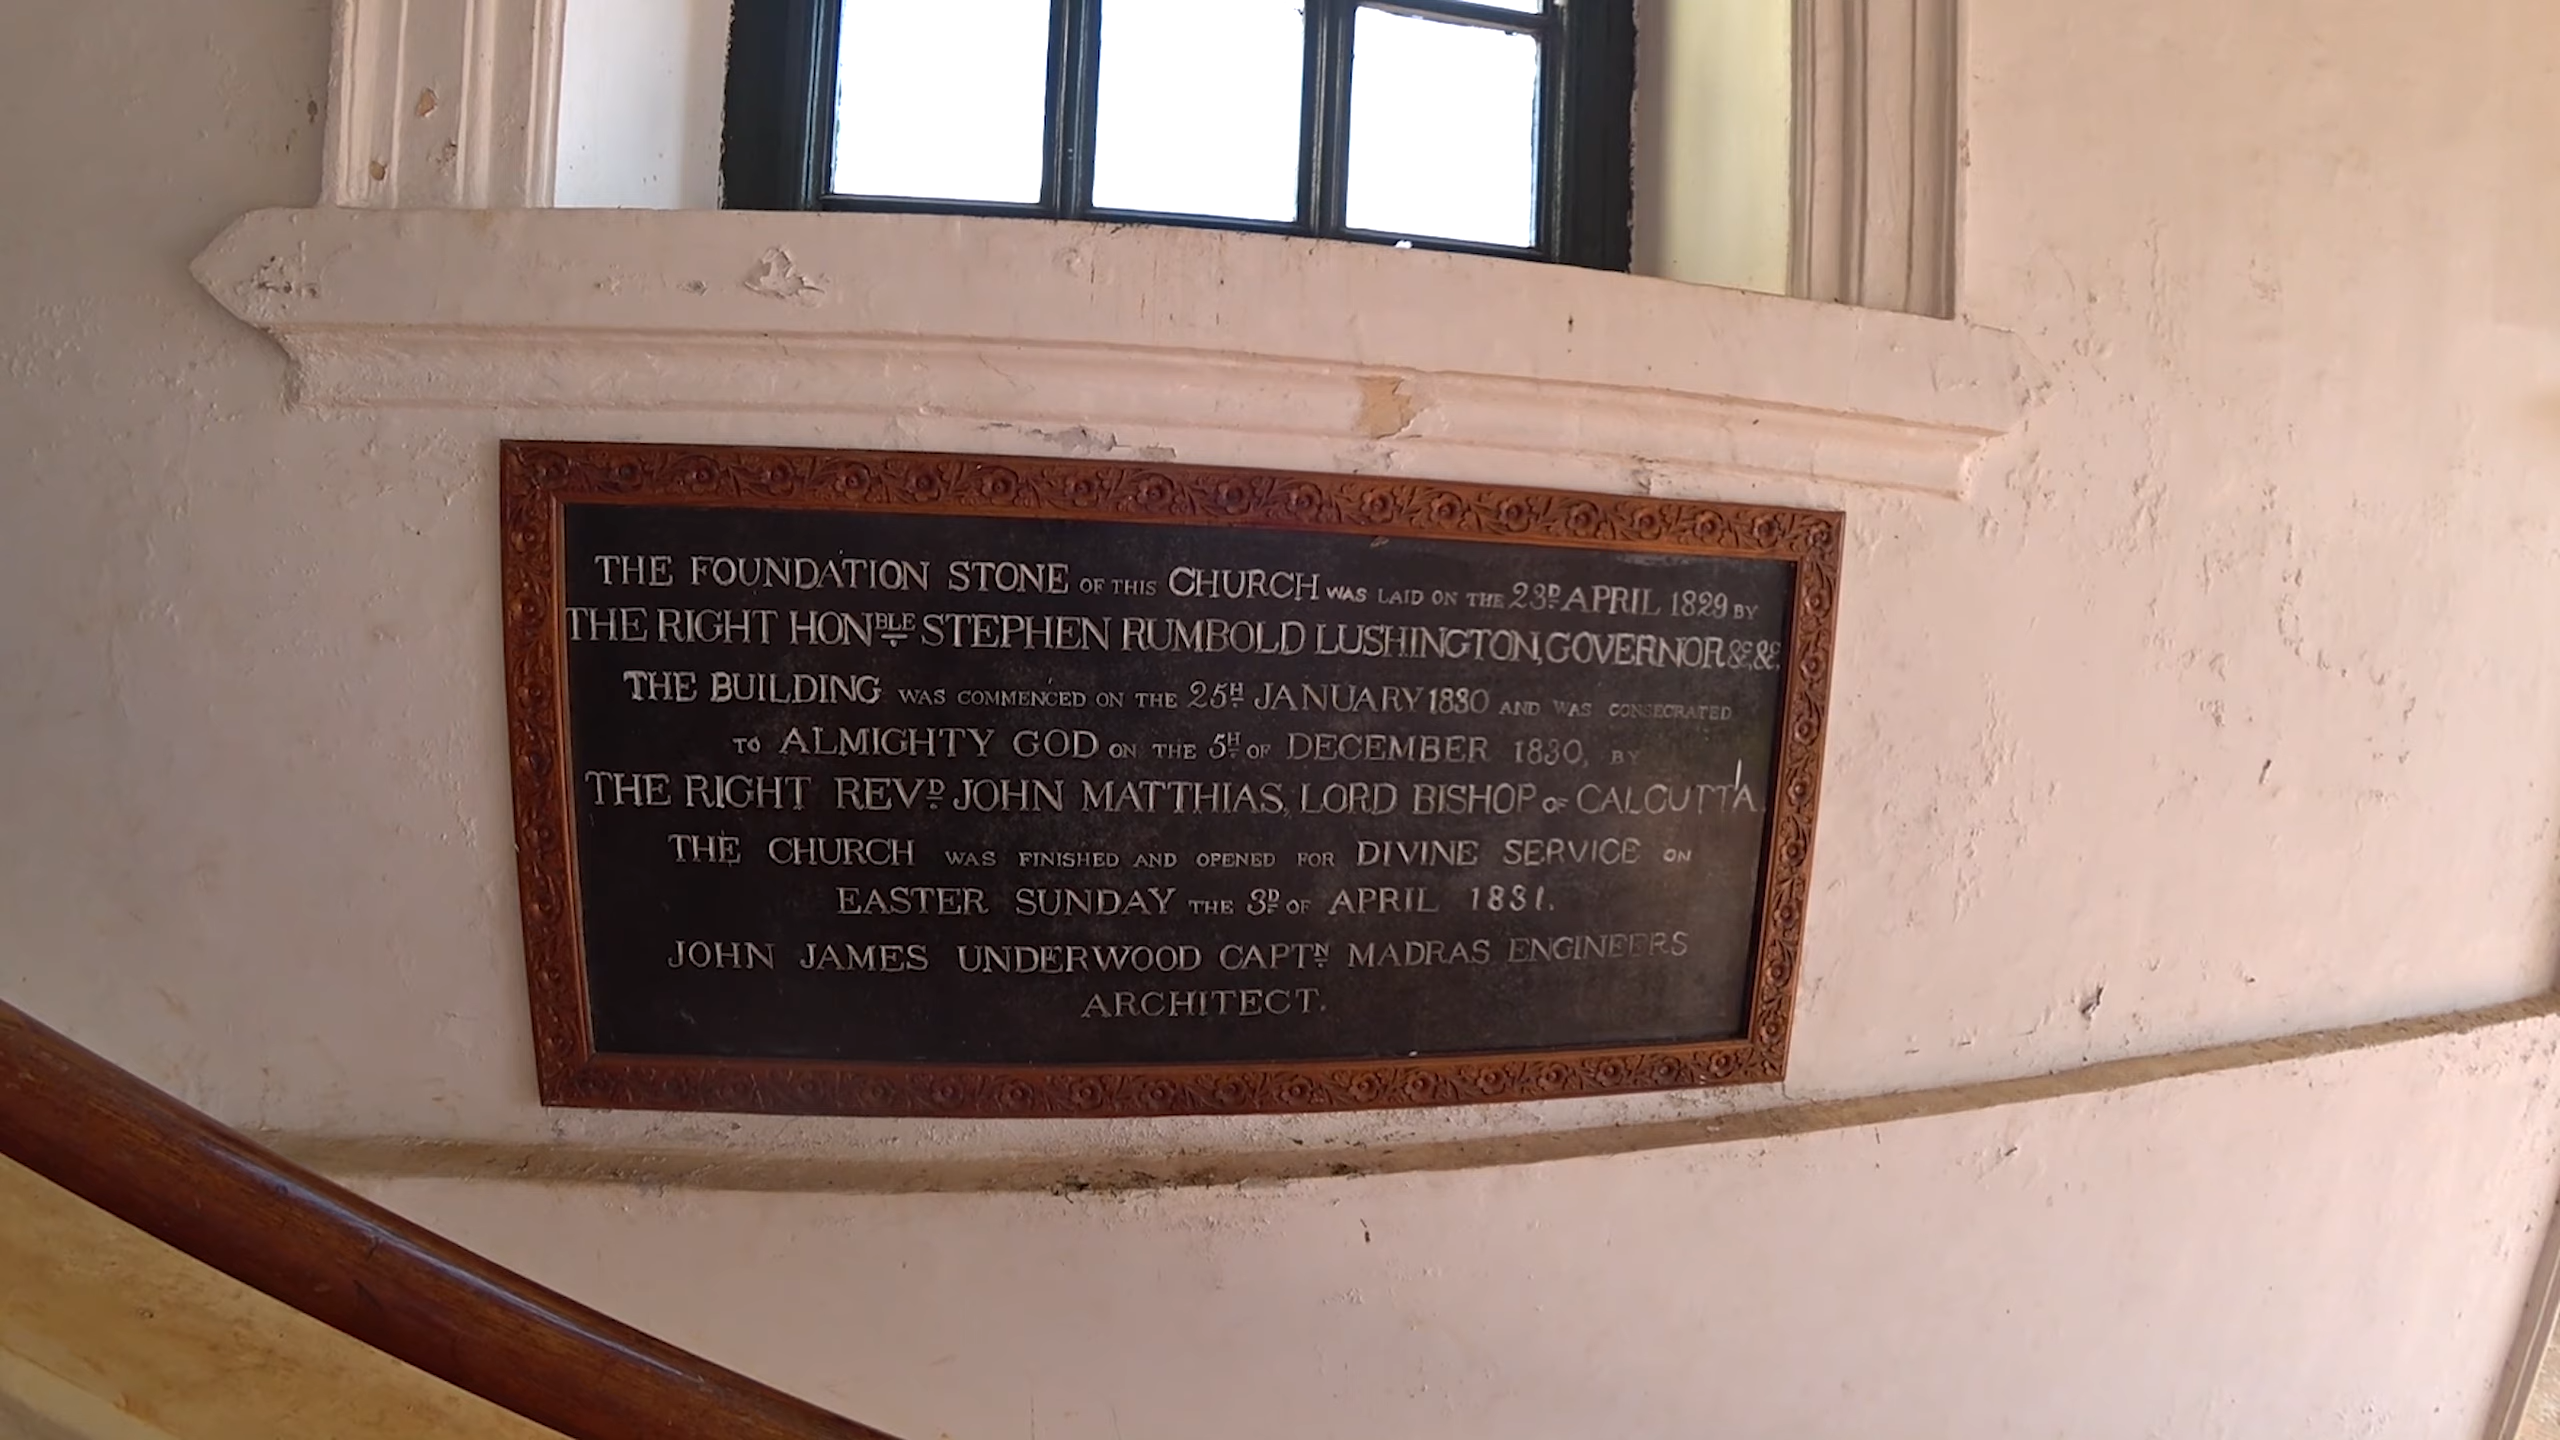 THE FOUNDATION STONE OF THIS CHURCH WAS LAID ON THE 23D APRIL 1829 BY
THE RIGHT HONBLE STEPHEN RUMBOLD LUSHINGTON, GOVERNOR &C, &C,
THE BUILDING WAS COMMENCED ON THE 25H JANUARY 1830 AND WAS CONSECRATED
TO ALMIGHTY GOD ON THE 5H OF DECEMBER 1830, BY
THE RIGHT REVD JOHN MATTHIAS, LORD BISHOP OF CALCUTTA.
THE CHURCH WAS FINISHED AND OPENED FOR DIVINE SERVICE ON
EASTER SUNDAY THE 3D OF APRIL 1831.
JOHN JAMES UNDERWOOD CAPTN MADRAS ENGINEERS
ARCHITECT.